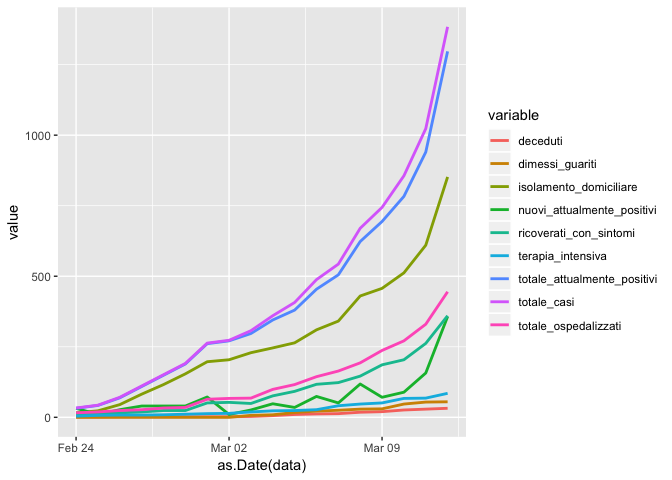 value
1000
500
0
Feb 24
Mar 02
Mar 09
as.Date(data)
variable
deceduti
dimessi_guariti
isolamento_domiciliare
nuovi_attualmente_positivi
ricoverati_con_sintomi
terapia_intensiva
totale_attualmente_positivi
totale_casi
totale_ospedalizzati